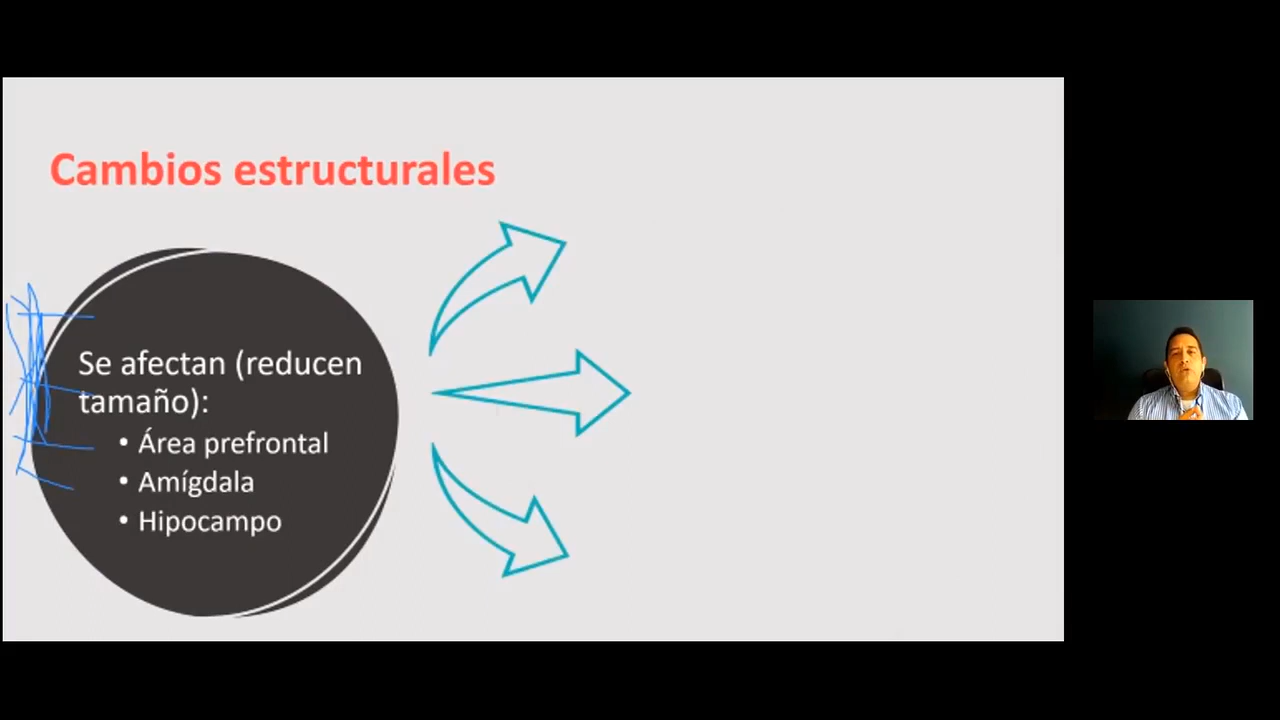 Cambios estructurales
Se afectan (reducen
tamaño):
• Área prefrontal
• Amígdala
• Hipocampo